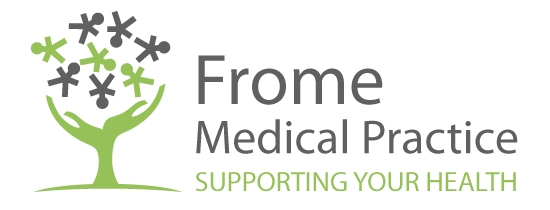 Frome
Medical Practice
SUPPORTING YOUR HEALTH